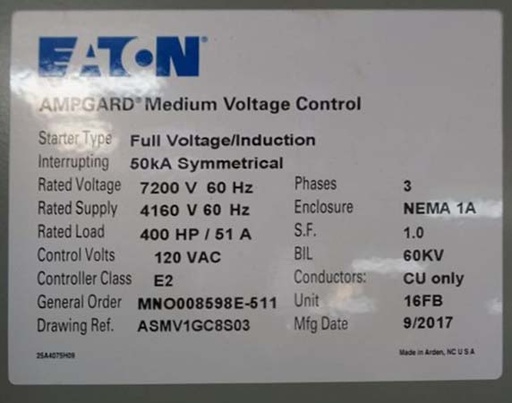 EATON
AMPGARD® Medium Voltage Control
Starter Type Full Voltage/Induction
Interrupting 50kA Symmetrical
Rated Voltage 7200 V 60 Hz Phases 3
Rated Supply 4160 V 60 Hz Enclosure NEMA 1A
Rated Load 400 HP / 51 A S.F. 1.0
Control Volts 120 VAC BIL 60KV
Controller Class E2 Conductors: CU only
General Order MNO008598E-511 Unit 16FB
Drawing Ref. ASMV1GC8S03 Mfg Date 9/2017
25A4075H09 Made in Arden, NC U S A